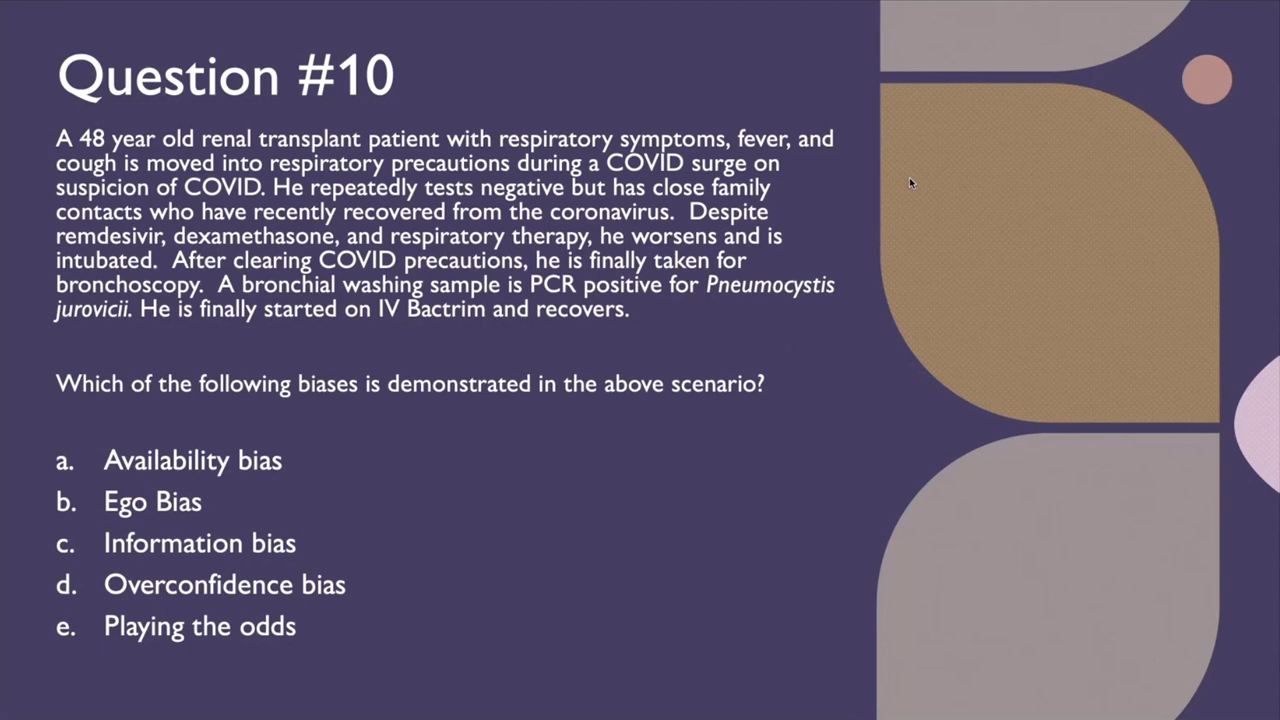 Question #10
A 48 year old renal transplant patient with respiratory symptoms, fever, and
cough is moved into respiratory precautions during a COVID surge on
suspicion of COVID. He repeatedly tests negative but has close family
contacts who have recently recovered from the coronavirus. Despite
remdesivir, dexamethasone, and respiratory therapy, he worsens and is
intubated. After clearing COVID precautions, he is finally taken for
bronchoscopy. A bronchial washing sample is PCR positive for Pneumocystis
jurovicii. He is finally started on IV Bactrim and recovers.
Which of the following biases is demonstrated in the above scenario?
a. Availability bias
b. Ego Bias
c. Information bias
d. Overconfidence bias
e. Playing the odds